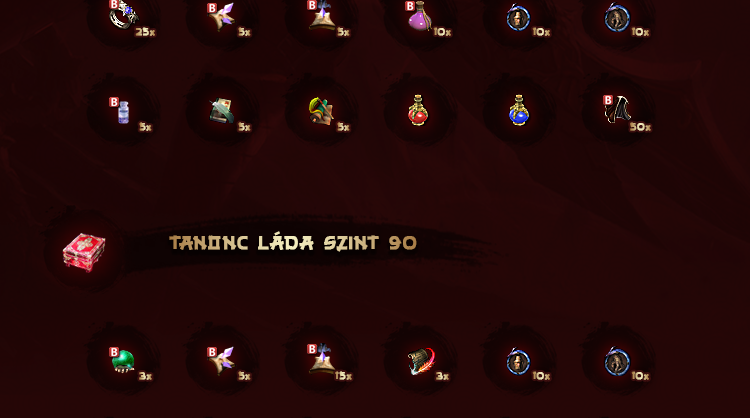 B 25x B 5x B 5x B 10x 10x 10x
B 5x 5x 5x B 50x
TANONC LÁDA SZINT 90
B 3x B 5x B 15x 3x 10x 10x